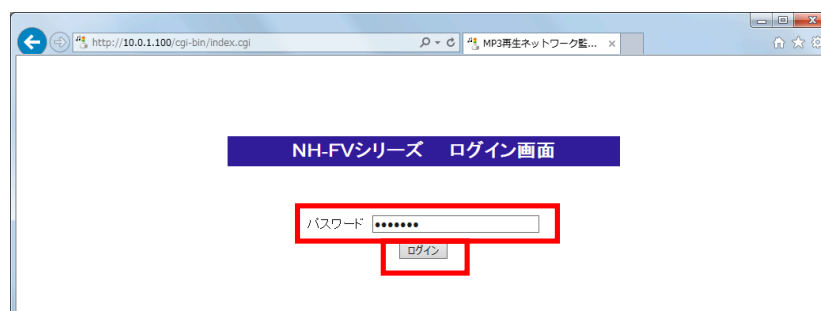 http://10.0.1.100/cgi-bin/index.cgi
MP3再生ネットワーク監...
NH-FVシリーズ ログイン画面
パスワード •••••••
ログイン